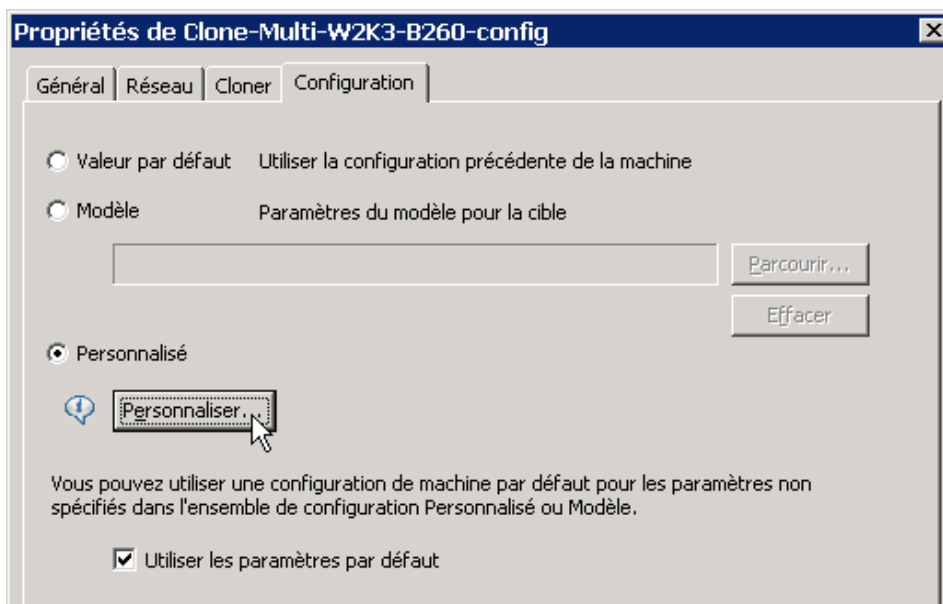 Propriétés de Clone-Multi-W2K3-B260-config
Général Réseau Cloner Configuration
Valeur par défaut Utiliser la configuration précédente de la machine
Modèle Paramètres du modèle pour la cible
Parcourir...
Effacer
Personnalisé
Personnaliser...
Vous pouvez utiliser une configuration de machine par défaut pour les paramètres non
spécifiés dans l'ensemble de configuration Personnalisé ou Modèle.
Utiliser les paramètres par défaut